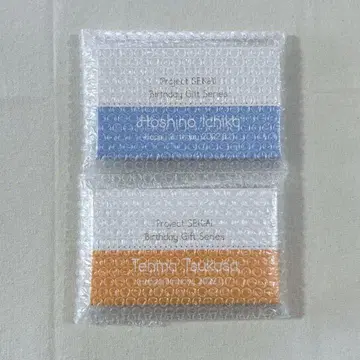 Project SEKAI
Birthday Gift Series
Hoshino Ichika
Project SEKAI
Birthday Gift Series
Tenma Tsukasa